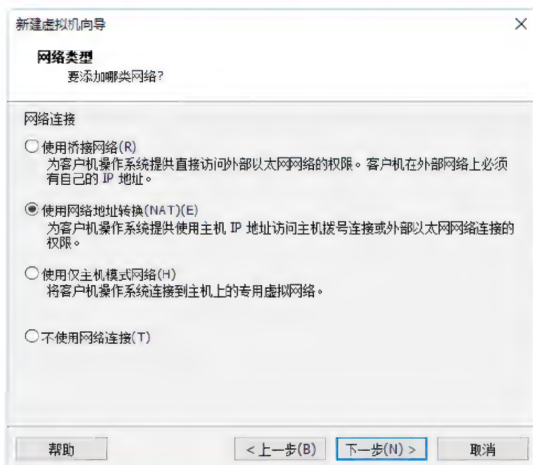 新建虚拟机向导
网络类型
要添加哪类网络?
网络连接
使用桥接网络(R)
为客户机操作系统提供直接访问外部以太网网络的权限。客户机在外部网络上必须
有自己的 IP 地址。
使用网络地址转换(NAT)(E)
为客户机操作系统提供使用主机 IP 地址访问主机拨号连接或外部以太网网络连接的
权限。
使用仅主机模式网络(H)
将客户机操作系统连接到主机上的专用虚拟网络。
不使用网络连接(T)
帮助
< 上一步(B)
下一步(N) >
取消